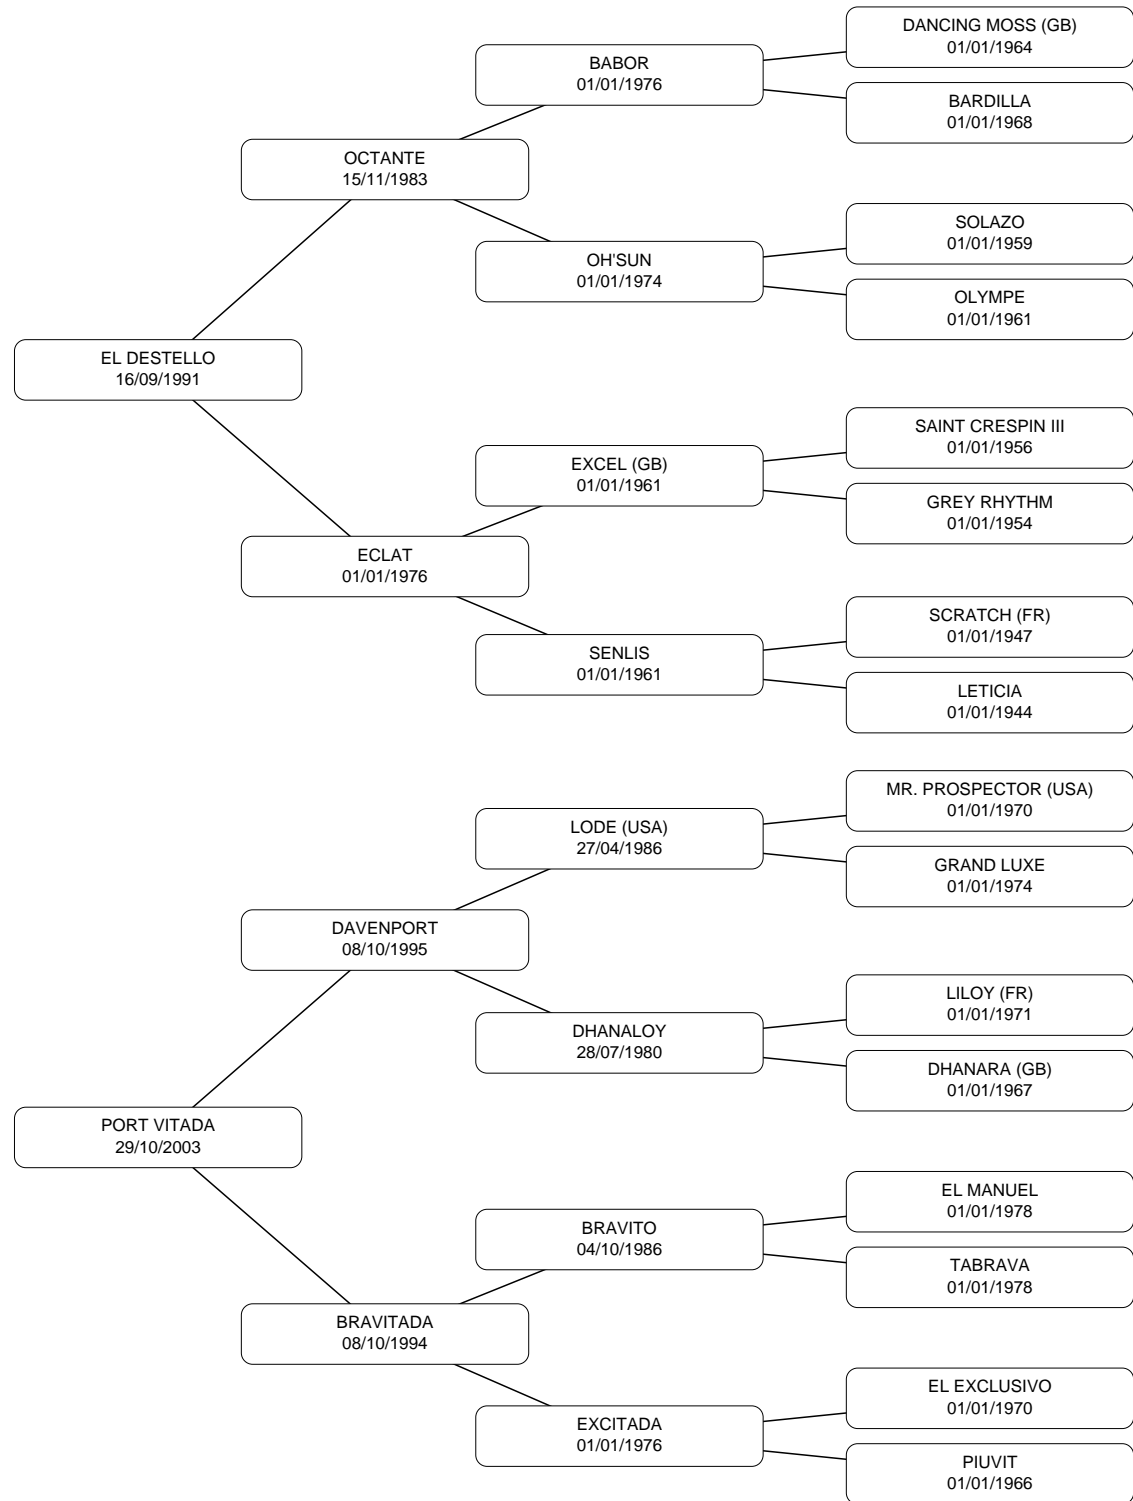 DANCING MOSS (GB)
01/01/1964
BABOR
01/01/1976
BARDILLA
01/01/1968
OCTANTE
15/11/1983
SOLAZO
01/01/1959
OH'SUN
01/01/1974
OLYMPE
01/01/1961
EL DESTELLO
16/09/1991
SAINT CRESPIN III
01/01/1956
EXCEL (GB)
01/01/1961
GREY RHYTHM
01/01/1954
ECLAT
01/01/1976
SCRATCH (FR)
01/01/1947
SENLIS
01/01/1961
LETICIA
01/01/1944
MR. PROSPECTOR (USA)
01/01/1970
LODE (USA)
27/04/1986
GRAND LUXE
01/01/1974
DAVENPORT
08/10/1995
LILOY (FR)
01/01/1971
DHANALOY
28/07/1980
DHANARA (GB)
01/01/1967
PORT VITADA
29/10/2003
EL MANUEL
01/01/1978
BRAVITO
04/10/1986
TABRAVA
01/01/1978
BRAVITADA
08/10/1994
EL EXCLUSIVO
01/01/1970
EXCITADA
01/01/1976
PIUVIT
01/01/1966